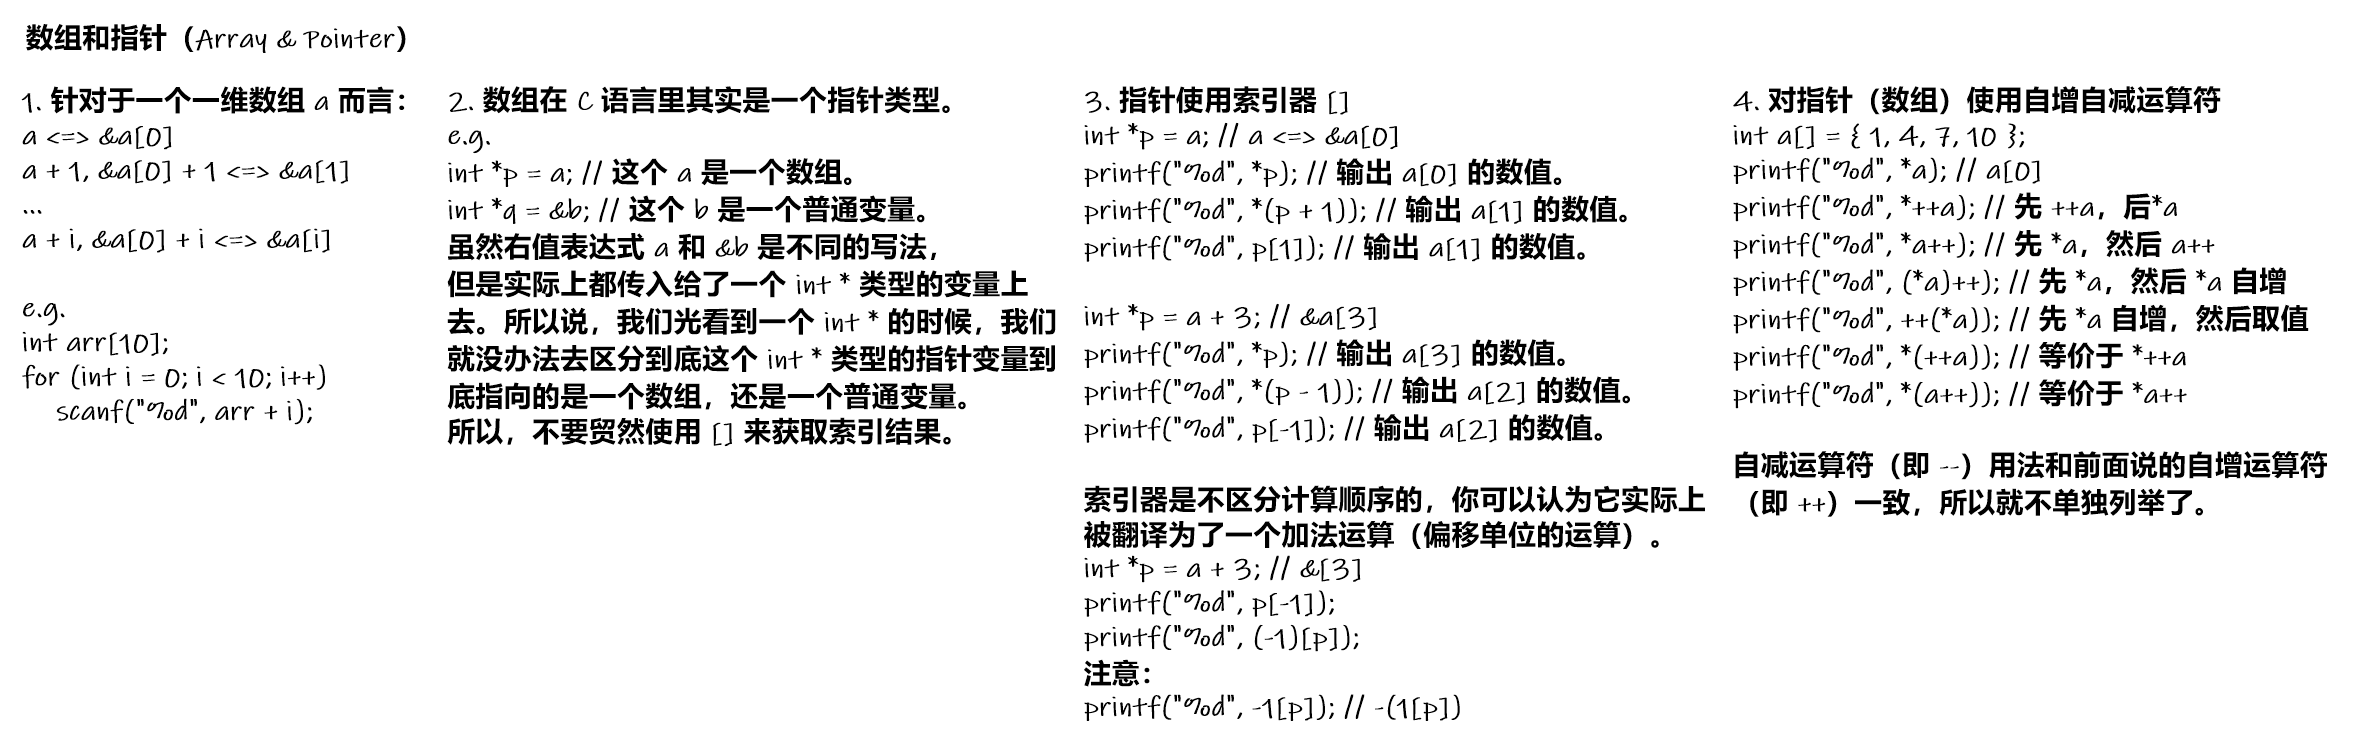 数组和指针（Array & Pointer）
1. 针对于一个一维数组 a 而言：
a <=> &a[0]
a + 1, &a[0] + 1 <=> &a[1]
...
a + i, &a[0] + i <=> &a[i]
e.g.
int arr[10];
for (int i = 0; i < 10; i++)
scanf("%d", arr + i);
2. 数组在 C 语言里其实是一个指针类型。
e.g.
int *p = a; // 这个 a 是一个数组。
int *q = &b; // 这个 b 是一个普通变量。
虽然右值表达式 a 和 &b 是不同的写法，
但是实际上都传入给了一个 int * 类型的变量上
去。所以说，我们光看到一个 int * 的时候，我们
就没办法去区分到底这个 int * 类型的指针变量到
底指向的是一个数组，还是一个普通变量。
所以，不要贸然使用 [] 来获取索引结果。
3. 指针使用索引器 []
int *p = a; // a <=> &a[0]
printf("%d", *p); // 输出 a[0] 的数值。
printf("%d", *(p + 1)); // 输出 a[1] 的数值。
printf("%d", p[1]); // 输出 a[1] 的数值。
int *p = a + 3; // &a[3]
printf("%d", *p); // 输出 a[3] 的数值。
printf("%d", *(p - 1)); // 输出 a[2] 的数值。
printf("%d", p[-1]); // 输出 a[2] 的数值。
索引器是不区分计算顺序的，你可以认为它实际上
被翻译为了一个加法运算（偏移单位的运算）。
int *p = a + 3; // &[3]
printf("%d", p[-1]);
printf("%d", (-1)[p]);
注意：
printf("%d", -1[p]); // -(1[p])
4. 对指针（数组）使用自增自减运算符
int a[] = { 1, 4, 7, 10 };
printf("%d", *a); // a[0]
printf("%d", *++a); // 先 ++a，后*a
printf("%d", *a++); // 先 *a，然后 a++
printf("%d", (*a)++); // 先 *a，然后 *a 自增
printf("%d", ++(*a)); // 先 *a 自增，然后取值
printf("%d", *(++a)); // 等价于 *++a
printf("%d", *(a++)); // 等价于 *a++
自减运算符（即 --）用法和前面说的自增运算符
（即 ++）一致，所以就不单独列举了。